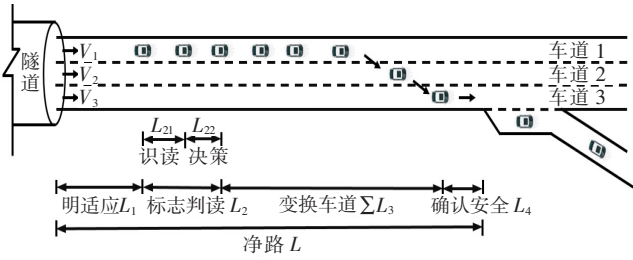 隧道
V1
V2
V3
车道 1
车道 2
车道 3
L21 L22
识读 决策
明适应L1 标志判读 L2 变换车道∑L3 确认安全 L4
净路 L